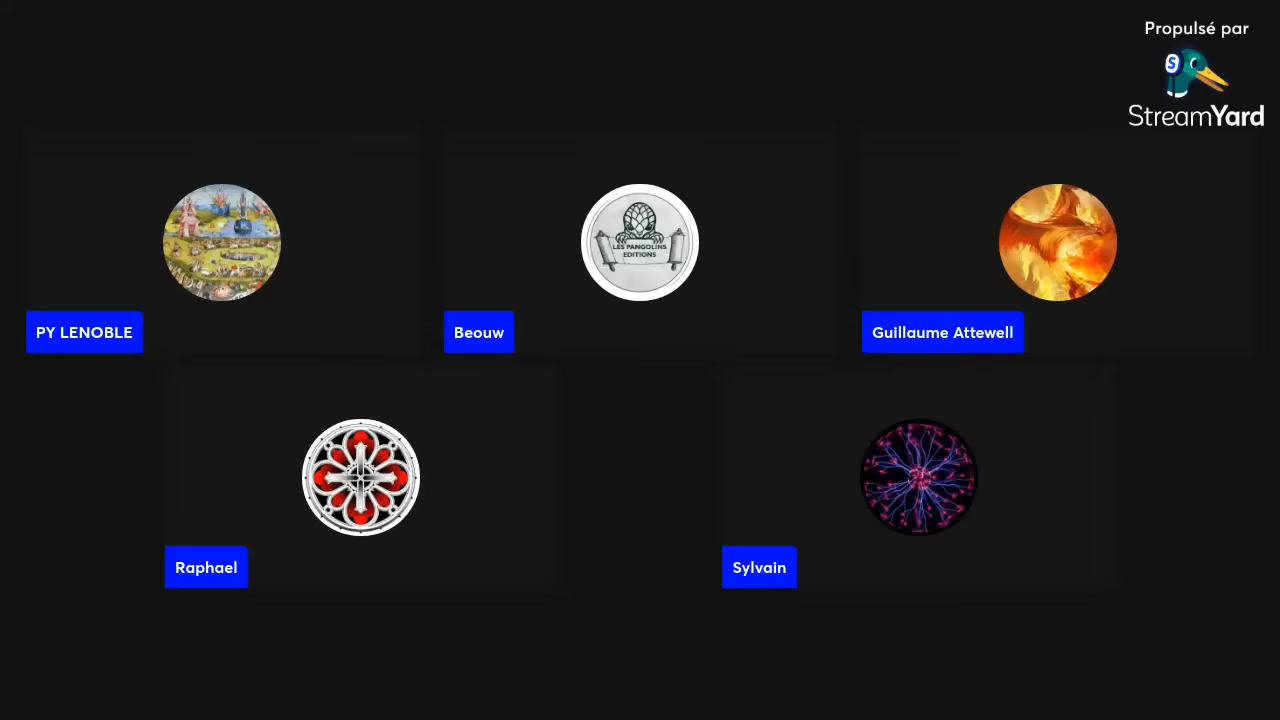 Propulsé par
S
StreamYard
LES PANGOLINS
EDITIONS
PY LENOBLE
Beouw
Guillaume Attewell
Raphael
Sylvain